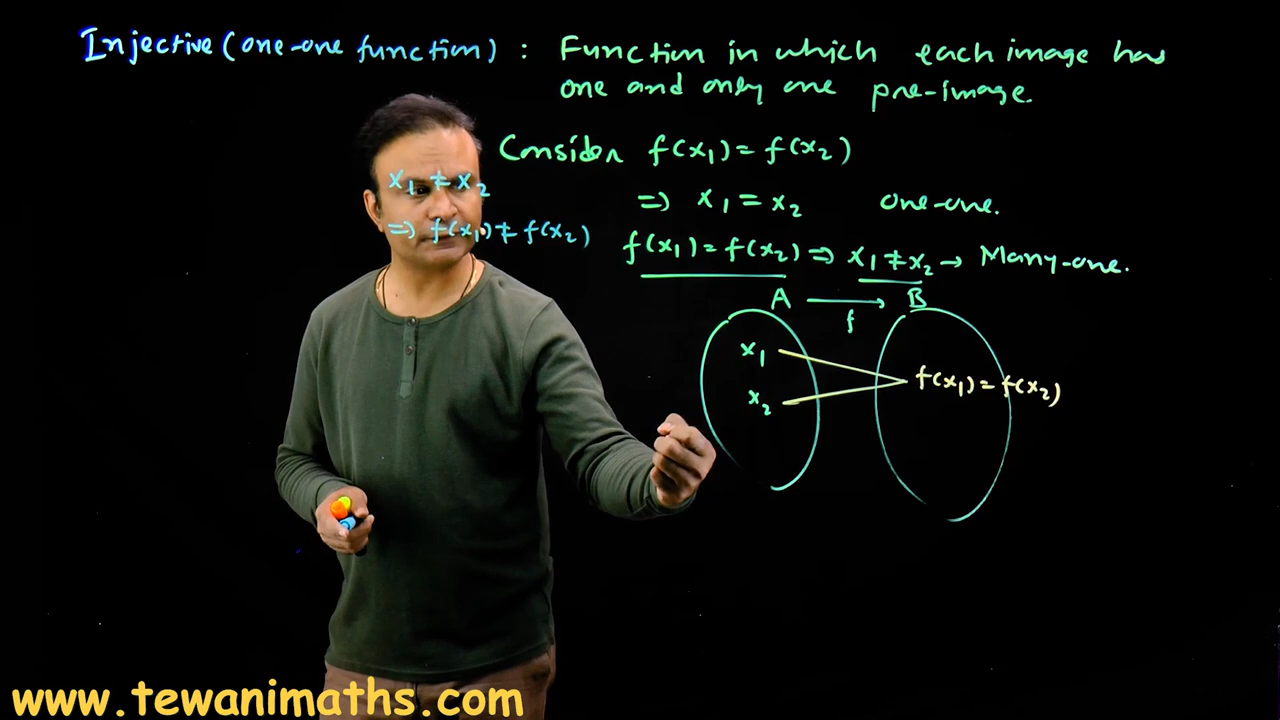 Injective (one-one function) : Function in which each image has
one and only one pre-image.
Consider f(x₁) = f(x₂)
x₁ ≠ x₂
=> x₁ = x₂ one-one.
=> f(x₁) ≠ f(x₂)
f(x₁) = f(x₂) => x₁ ≠ x₂ → Many-one.
A → B
f
x₁
f(x₁) = f(x₂)
x₂
www.tewanimaths.com